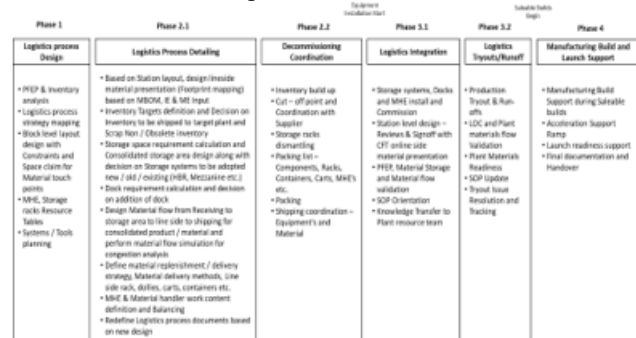 Equipment
Installation Start
Saleable Builds
Begin
Phase 1
Phase 2.1
Phase 2.2
Phase 3.1
Phase 3.2
Phase 4
Logistics process
Design
Logistics Process Detailing
Decommissioning
Coordination
Logistics Integration
Logistics
Tryouts/Runoff
Manufacturing Build and
Launch Support
• PFEP & Inventory
analysis
• Logistics process
strategy mapping
• Block level layout
design with
Constraints and
Space claim for
Material touch
points
• MHE, Storage
racks Resource
Tables
• Systems / Tools
planning
• Based on Station layout, design lineside
material presentation (Footprint mapping)
based on MBOM, IE & ME Input
• Inventory Targets definition and Decision on
Inventory to be shipped to target plant and
Scrap Non / Obsolete inventory
• Storage space requirement calculation and
Consolidated storage area design along with
decision on Storage systems to be adopted
new / old / existing (HBR, Mezzanine etc.)
• Dock requirement calculation and decision
on addition of dock
• Design Material flow from Receiving to
storage area to line side to shipping for
consolidated product / material and
perform material flow simulation for
congestion analysis
• Define material replenishment / delivery
strategy, Material delivery methods, Line
side rack, dollies, carts, containers etc.
• MHE & Material handler work content
definition and Balancing
• Redefine Logistics process documents based
on new design
• Inventory build up
• Cut – off point and
Coordination with
Supplier
• Storage racks
dismantling
• Packing list –
Components, Racks,
Containers, Carts, MHE's
etc.
• Packing
• Shipping coordination –
Equipment's and
Material
• Storage systems, Docks
and MHE install and
Commission
• Station level design –
Reviews & Signoff with
CFT online side
material presentation
• PFEP, Material Storage
and Material flow
validation
• SOP Orientation
• Knowledge Transfer to
Plant resource team
• Production
Tryout & Run-
offs
• LOC and Plant
materials flow
Validation
• Plant Materials
Readiness
• SOP Update
• Tryout Issue
Resolution and
Tracking
• Manufacturing Build
Support during Saleable
builds
• Acceleration Support
Ramp
• Launch readiness support
• Final documentation and
Handover